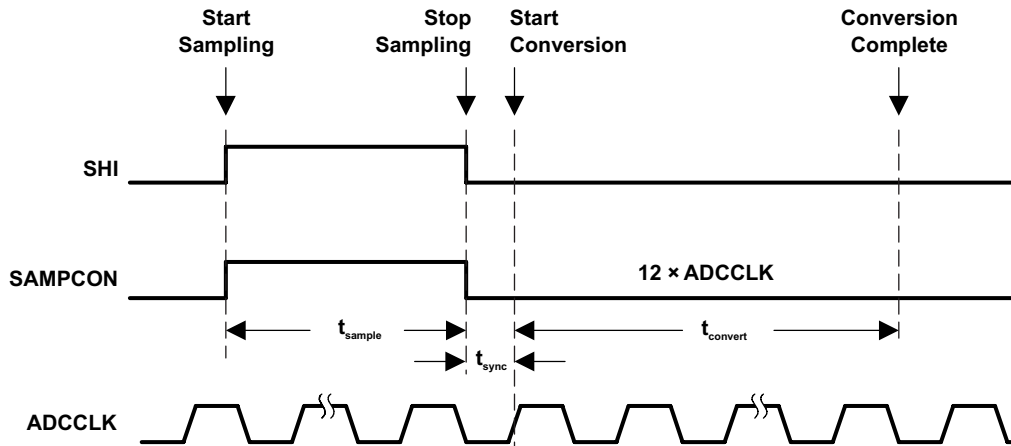 Start Sampling
Stop Sampling
Start Conversion
Conversion Complete
SHI
SAMPCON
12 × ADCCLK
tsample
tconvert
tsync
ADCCLK